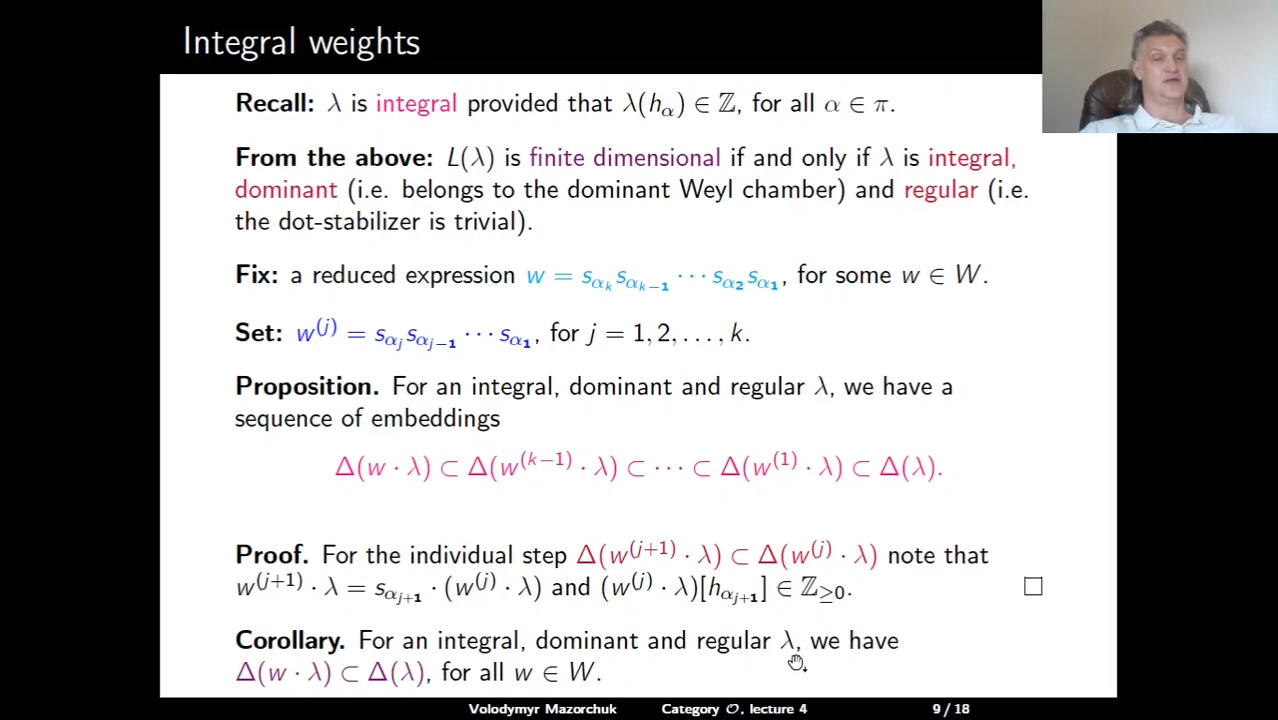 Integral weights
Recall: λ is integral provided that λ(h_α) ∈ ℤ, for all α ∈ π.
From the above: L(λ) is finite dimensional if and only if λ is integral,
dominant (i.e. belongs to the dominant Weyl chamber) and regular (i.e.
the dot-stabilizer is trivial).
Fix: a reduced expression w = s_{α_k} s_{α_{k−1}} ⋯ s_{α_2} s_{α_1}, for some w ∈ W.
Set: w^{(j)} = s_{α_j} s_{α_{j−1}} ⋯ s_{α_1}, for j = 1, 2, . . . , k.
Proposition. For an integral, dominant and regular λ, we have a
sequence of embeddings
Δ(w · λ) ⊂ Δ(w^{(k−1)} · λ) ⊂ ⋯ ⊂ Δ(w^{(1)} · λ) ⊂ Δ(λ).
Proof. For the individual step Δ(w^{(j+1)} · λ) ⊂ Δ(w^{(j)} · λ) note that
w^{(j+1)} · λ = s_{α_{j+1}} · (w^{(j)} · λ) and (w^{(j)} · λ)[h_{α_{j+1}}] ∈ ℤ_{≥0}. □
Corollary. For an integral, dominant and regular λ, we have
Δ(w · λ) ⊂ Δ(λ), for all w ∈ W.
Volodymyr Mazorchuk Category 𝒪, lecture 4 9 / 18